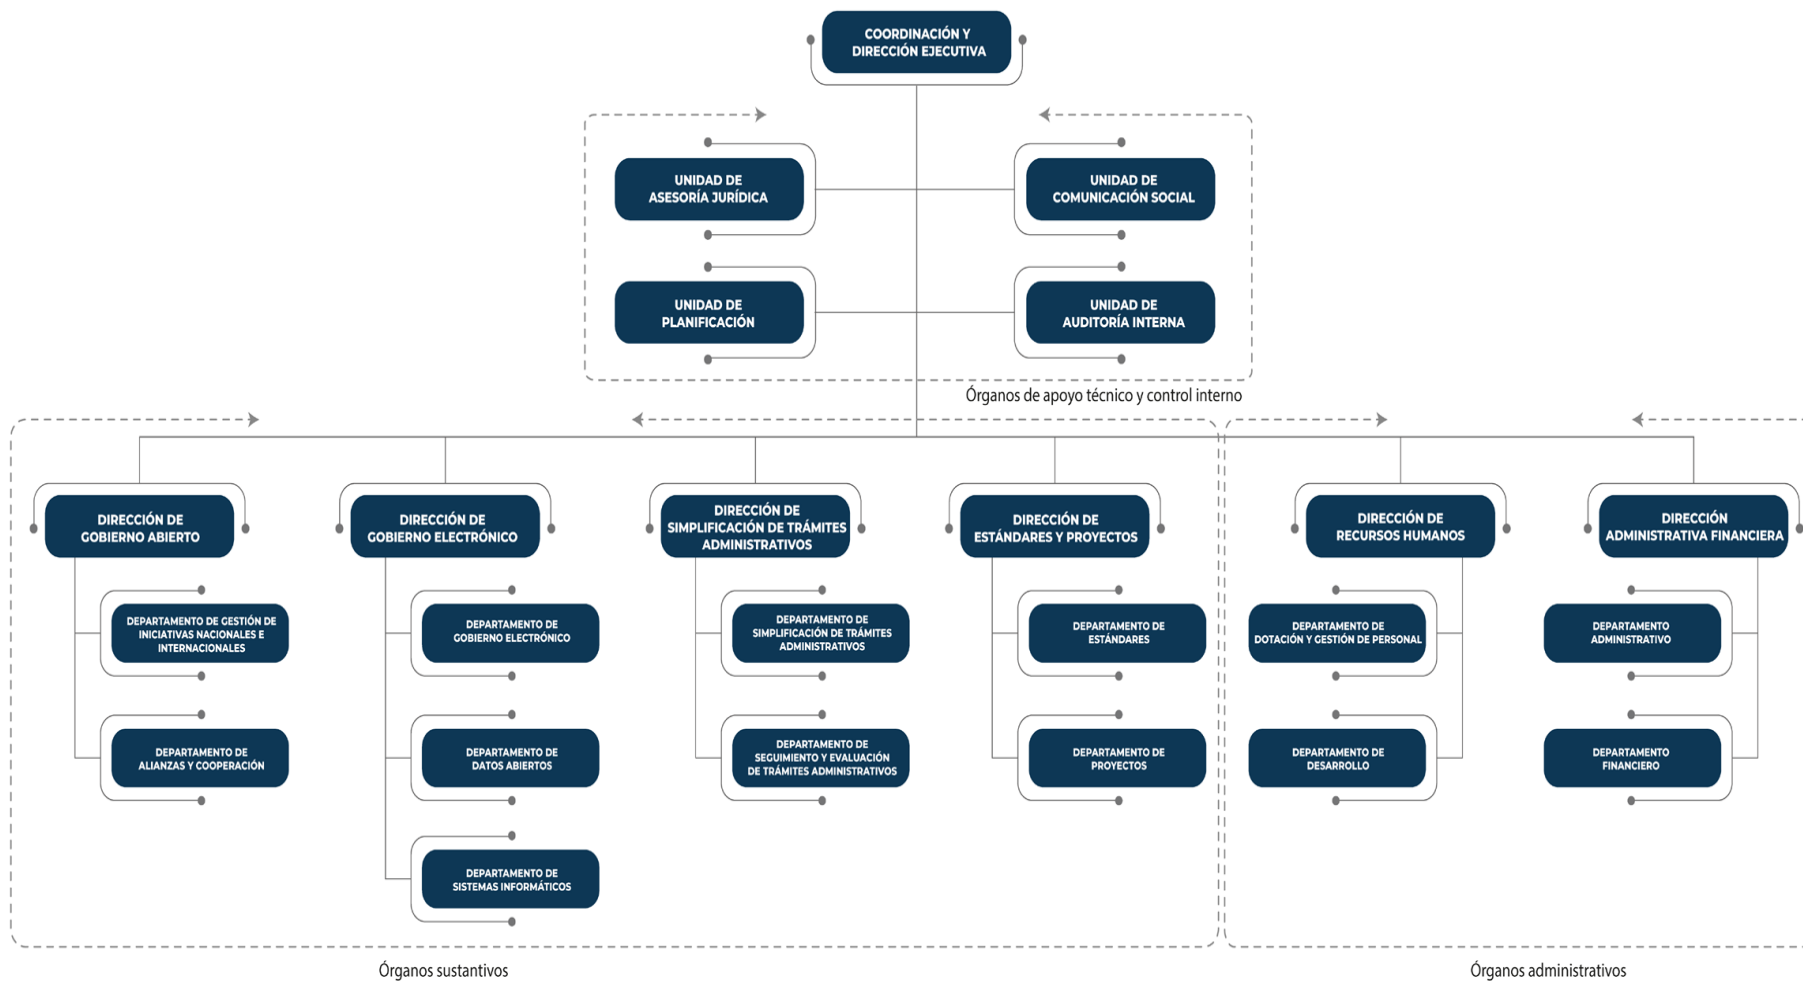 COORDINACIÓN Y
DIRECCIÓN EJECUTIVA
UNIDAD DE
ASESORÍA JURÍDICA
UNIDAD DE
COMUNICACIÓN SOCIAL
UNIDAD DE
PLANIFICACIÓN
UNIDAD DE
AUDITORÍA INTERNA
Órganos de apoyo técnico y control interno
DIRECCIÓN DE
GOBIERNO ABIERTO
DIRECCIÓN DE
GOBIERNO ELECTRÓNICO
DIRECCIÓN DE
SIMPLIFICACIÓN DE TRÁMITES
ADMINISTRATIVOS
DIRECCIÓN DE
ESTÁNDARES Y PROYECTOS
DIRECCIÓN DE
RECURSOS HUMANOS
DIRECCIÓN
ADMINISTRATIVA FINANCIERA
DEPARTAMENTO DE GESTIÓN DE
INICIATIVAS NACIONALES E
INTERNACIONALES
DEPARTAMENTO DE
GOBIERNO ELECTRÓNICO
DEPARTAMENTO DE
SIMPLIFICACIÓN DE TRÁMITES
ADMINISTRATIVOS
DEPARTAMENTO DE
ESTÁNDARES
DEPARTAMENTO DE
DOTACIÓN Y GESTIÓN DE PERSONAL
DEPARTAMENTO
ADMINISTRATIVO
DEPARTAMENTO DE
ALIANZAS Y COOPERACIÓN
DEPARTAMENTO DE
DATOS ABIERTOS
DEPARTAMENTO DE
SEGUIMIENTO Y EVALUACIÓN
DE TRÁMITES ADMINISTRATIVOS
DEPARTAMENTO DE
PROYECTOS
DEPARTAMENTO DE
DESARROLLO
DEPARTAMENTO
FINANCIERO
DEPARTAMENTO DE
SISTEMAS INFORMÁTICOS
Órganos sustantivos
Órganos administrativos